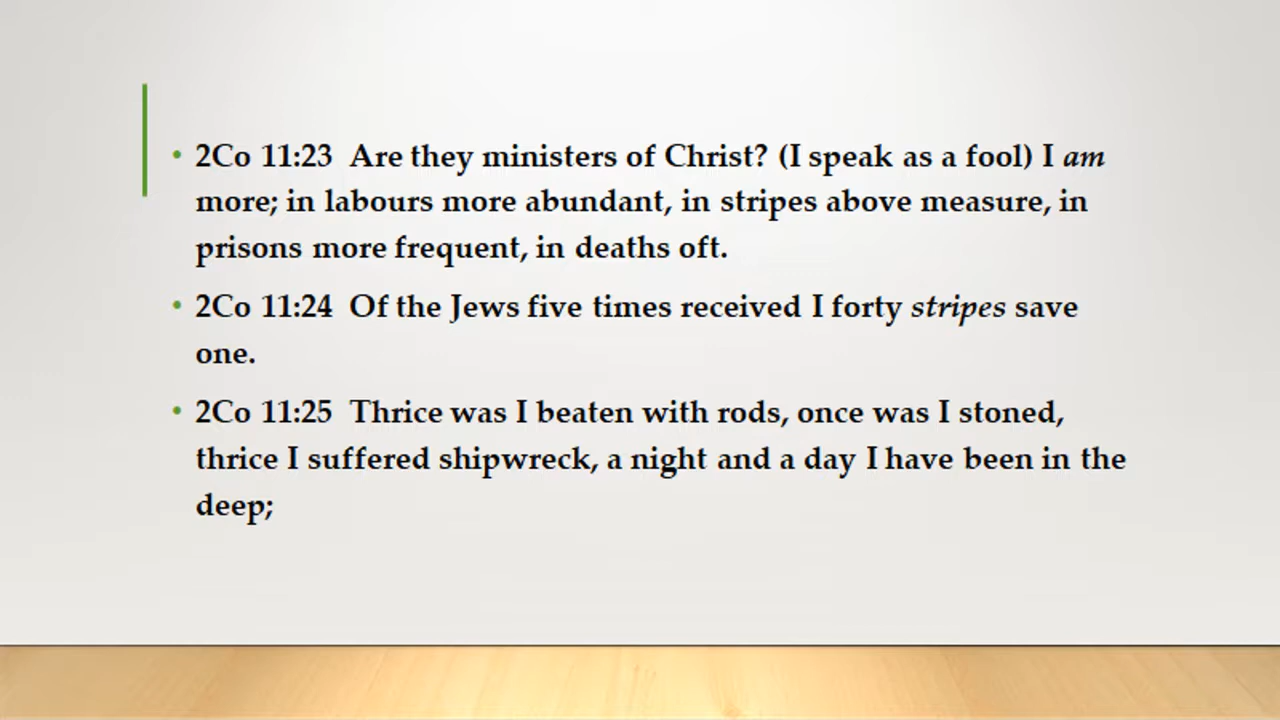 • 2Co 11:23  Are they ministers of Christ? (I speak as a fool) I am
more; in labours more abundant, in stripes above measure, in
prisons more frequent, in deaths oft.
• 2Co 11:24  Of the Jews five times received I forty stripes save
one.
• 2Co 11:25  Thrice was I beaten with rods, once was I stoned,
thrice I suffered shipwreck, a night and a day I have been in the
deep;